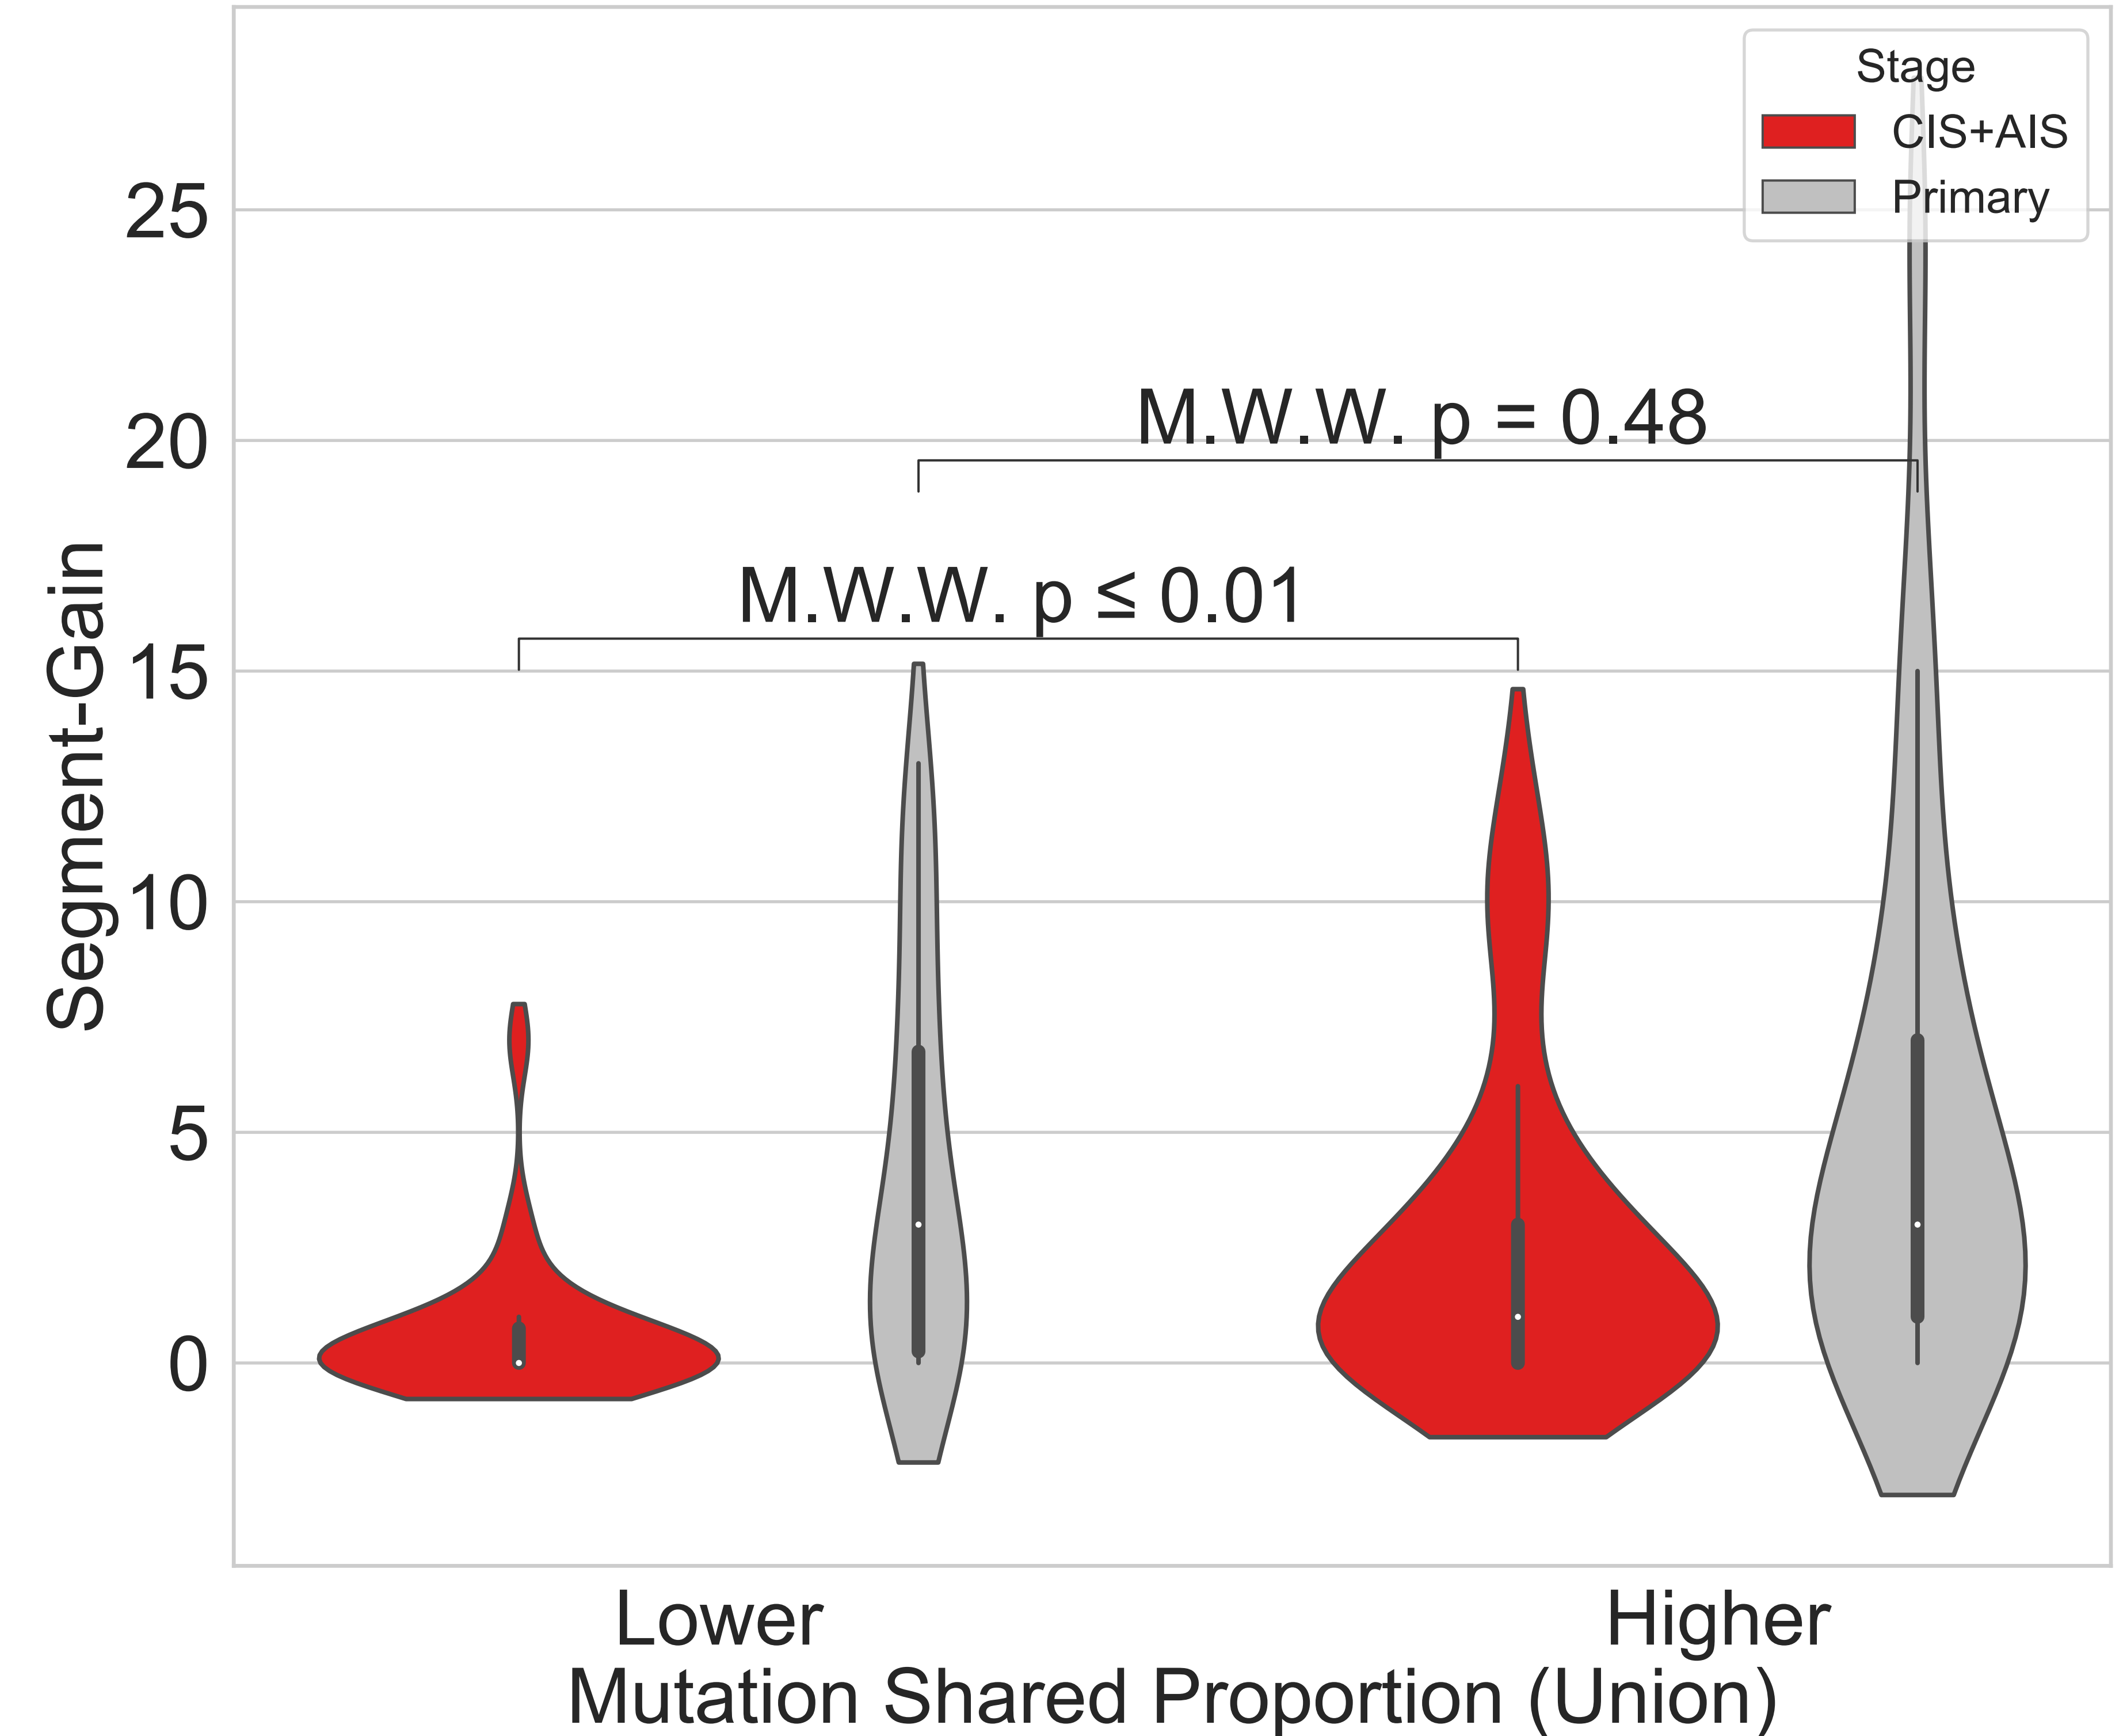 Stage
CIS+AIS
Primary
25
20
15
10
5
0
Segment-Gain
M.W.W. p = 0.48
M.W.W. p ≤ 0.01
Lower
Higher
Mutation Shared Proportion (Union)